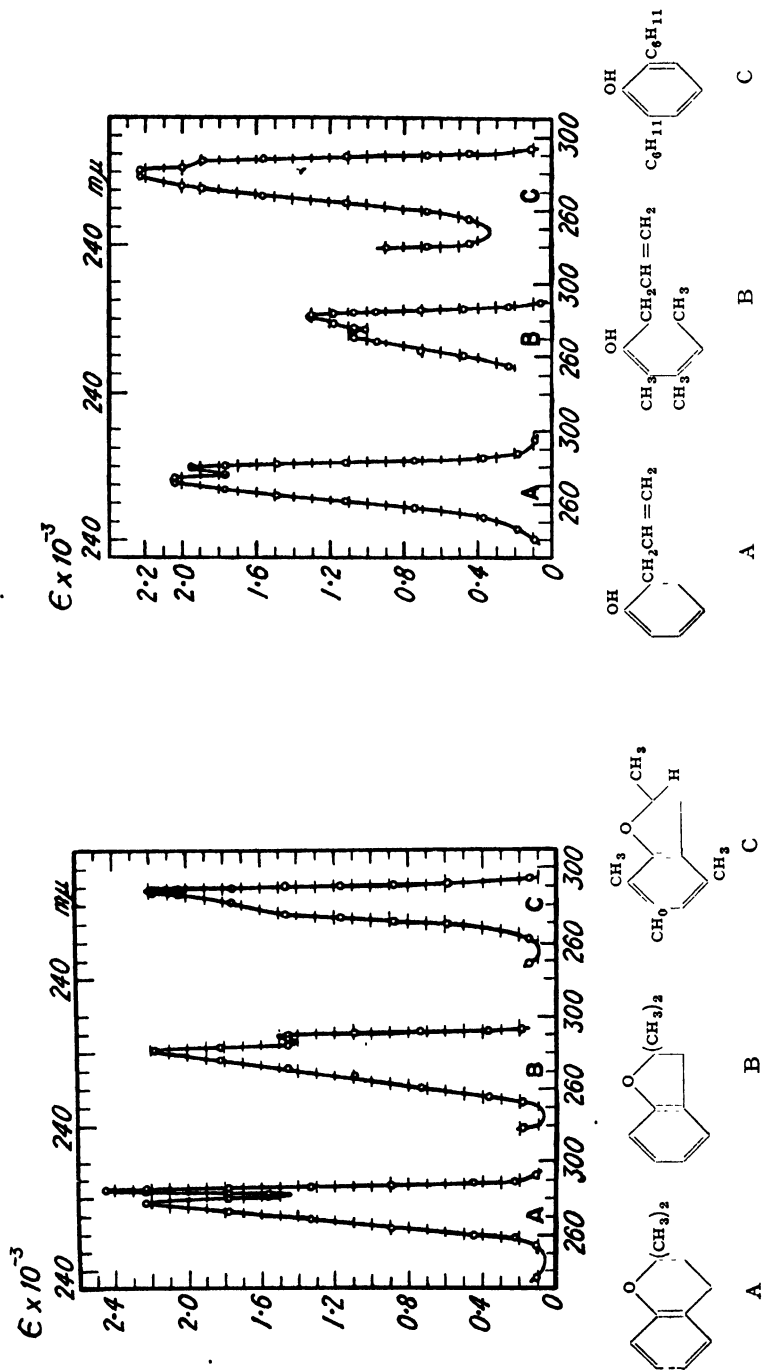 Є x 10⁻³
240 240 240 mμ
2·4
2·0
1·6
1·2
0·8
0·4
0
A B C
260 300 260 300 260 300
O
(CH₃)₂
A
O
(CH₃)₂
B
CH₃
O
CH₃
H
CH₀
CH₃
C
Є x 10⁻³
240 240 240 mμ
2·2
2·0
1·6
1·2
0·8
0·4
0
A B C
260 300 260 300 260 300
OH
CH₂CH=CH₂
A
OH
CH₃
CH₂CH=CH₂
CH₃
CH₃
B
OH
C₆H₁₁
C₆H₁₁
C